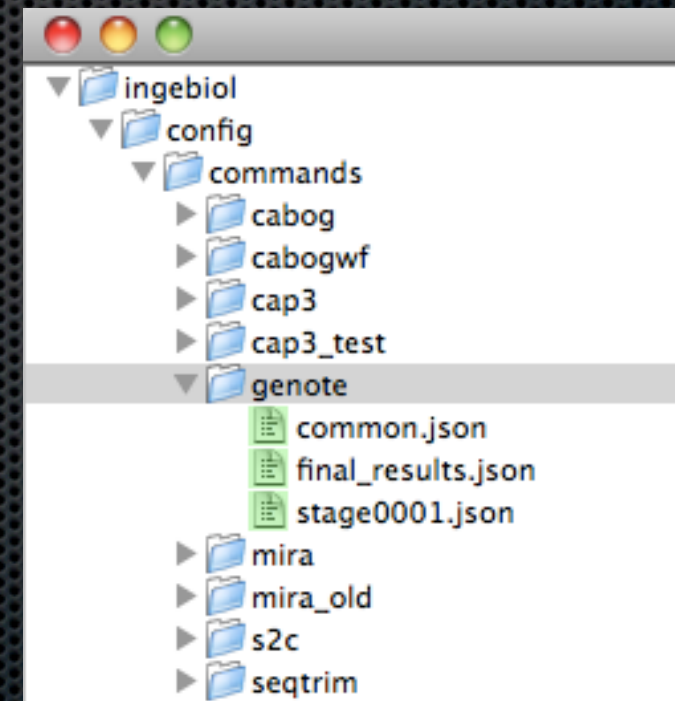 ingebiol
config
commands
cabog
cabogwf
cap3
cap3_test
genote
common.json
final_results.json
stage0001.json
mira
mira_old
s2c
seqtrim